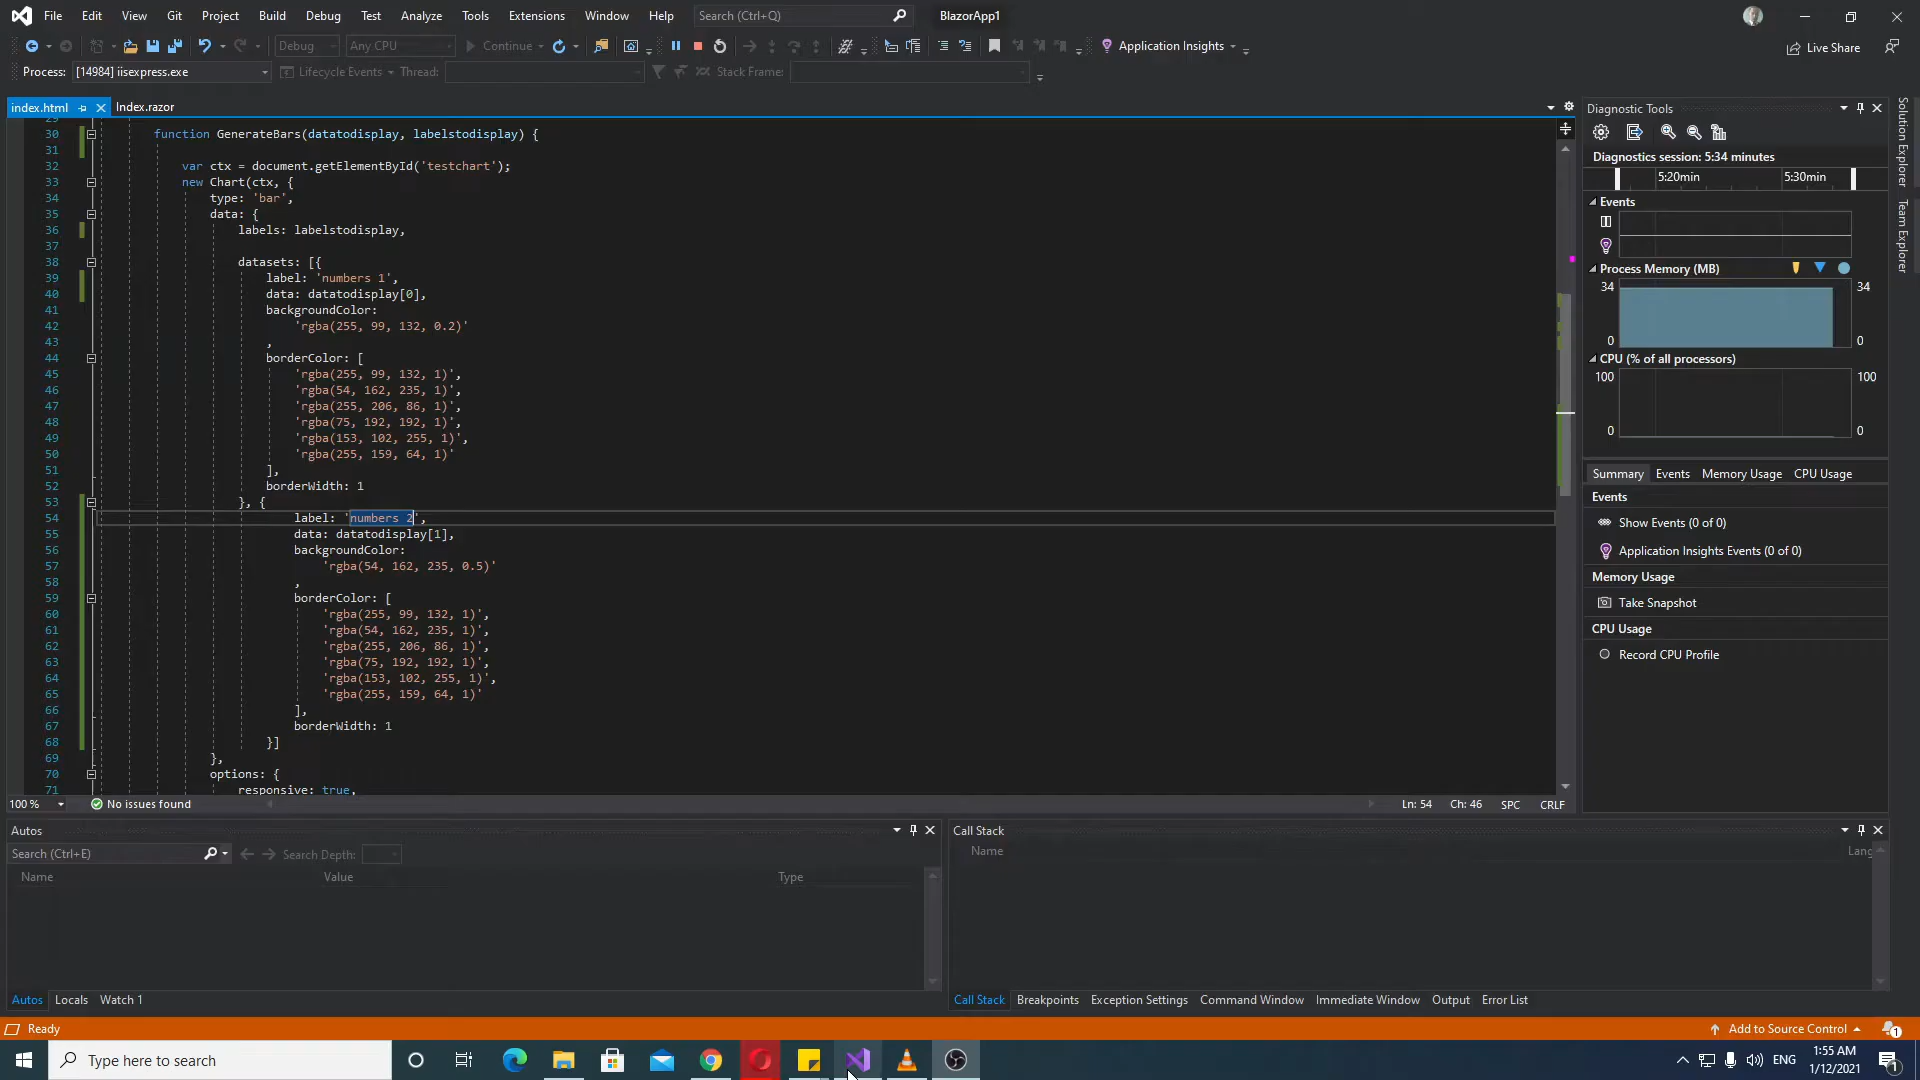 File Edit View Git Project Build Debug Test Analyze Tools Extensions Window Help Search (Ctrl+Q) BlazorApp1
Debug Any CPU Continue Application Insights Live Share
Process: [14984] iisexpress.exe Lifecycle Events Thread: Stack Frame:
index.html Index.razor
29
30 function GenerateBars(datatodisplay, labelstodisplay) {
31
32 var ctx = document.getElementById('testchart');
33 new Chart(ctx, {
34 type: 'bar',
35 data: {
36 labels: labelstodisplay,
37
38 datasets: [{
39 label: 'numbers 1',
40 data: datatodisplay[0],
41 backgroundColor:
42 'rgba(255, 99, 132, 0.2)'
43 ,
44 borderColor: [
45 'rgba(255, 99, 132, 1)',
46 'rgba(54, 162, 235, 1)',
47 'rgba(255, 206, 86, 1)',
48 'rgba(75, 192, 192, 1)',
49 'rgba(153, 102, 255, 1)',
50 'rgba(255, 159, 64, 1)'
51 ],
52 borderWidth: 1
53 }, {
54 label: 'numbers 2',
55 data: datatodisplay[1],
56 backgroundColor:
57 'rgba(54, 162, 235, 0.5)'
58 ,
59 borderColor: [
60 'rgba(255, 99, 132, 1)',
61 'rgba(54, 162, 235, 1)',
62 'rgba(255, 206, 86, 1)',
63 'rgba(75, 192, 192, 1)',
64 'rgba(153, 102, 255, 1)',
65 'rgba(255, 159, 64, 1)'
66 ],
67 borderWidth: 1
68 }]
69 },
70 options: {
71 responsive: true,
100 % No issues found Ln: 54 Ch: 46 SPC CRLF
Diagnostic Tools
Diagnostics session: 5:34 minutes
5:20min 5:30min
Events
Process Memory (MB)
34 34
0 0
CPU (% of all processors)
100 100
0 0
Summary Events Memory Usage CPU Usage
Events
Show Events (0 of 0)
Application Insights Events (0 of 0)
Memory Usage
Take Snapshot
CPU Usage
Record CPU Profile
Solution Explorer
Team Explorer
Autos
Search (Ctrl+E) Search Depth:
Name Value Type
Autos Locals Watch 1
Call Stack
Name Lang
Call Stack Breakpoints Exception Settings Command Window Immediate Window Output Error List
Ready Add to Source Control 1
Type here to search ENG 1:55 AM
1/12/2021 1